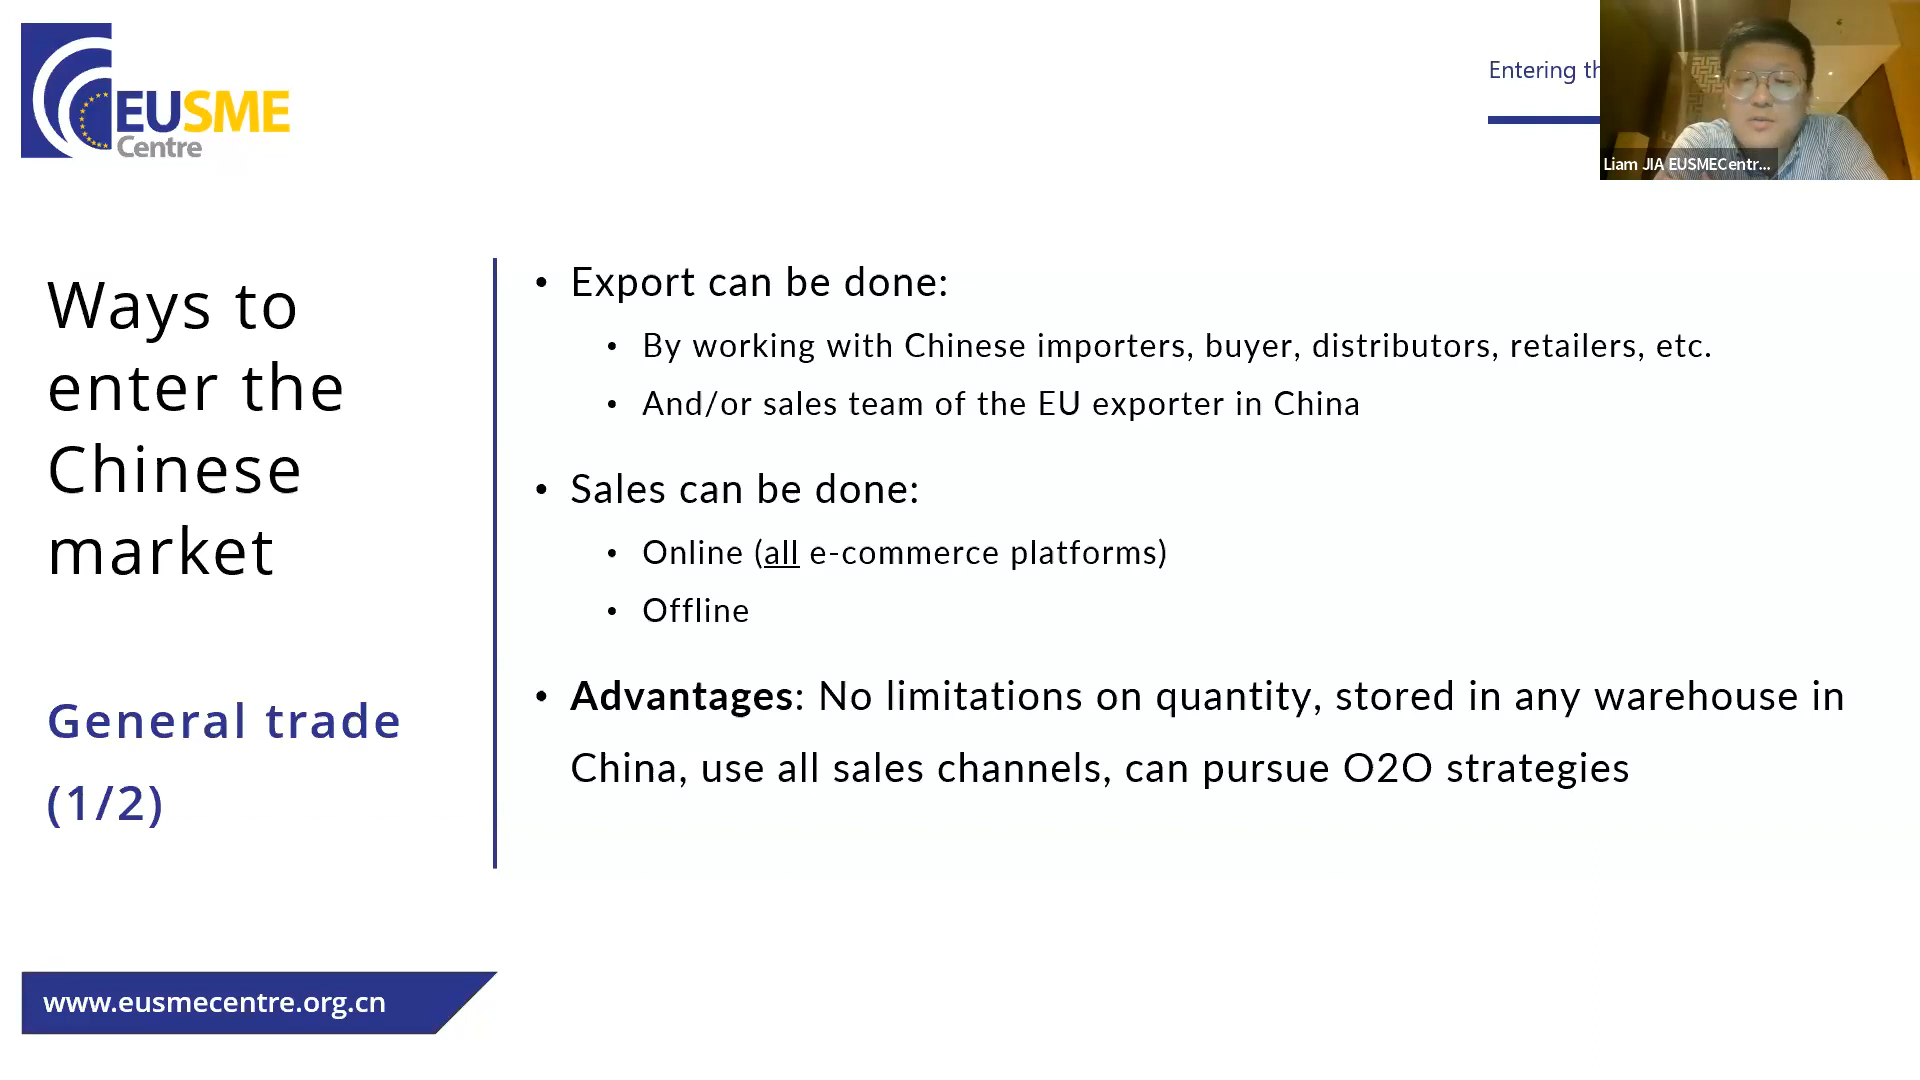 EUSME
Centre
Entering th
Liam JIA EUSMECentr...
Ways to
enter the
Chinese
market
General trade
(1/2)
• Export can be done:
• By working with Chinese importers, buyer, distributors, retailers, etc.
• And/or sales team of the EU exporter in China
• Sales can be done:
• Online (all e-commerce platforms)
• Offline
• Advantages: No limitations on quantity, stored in any warehouse in
China, use all sales channels, can pursue O2O strategies
www.eusmecentre.org.cn